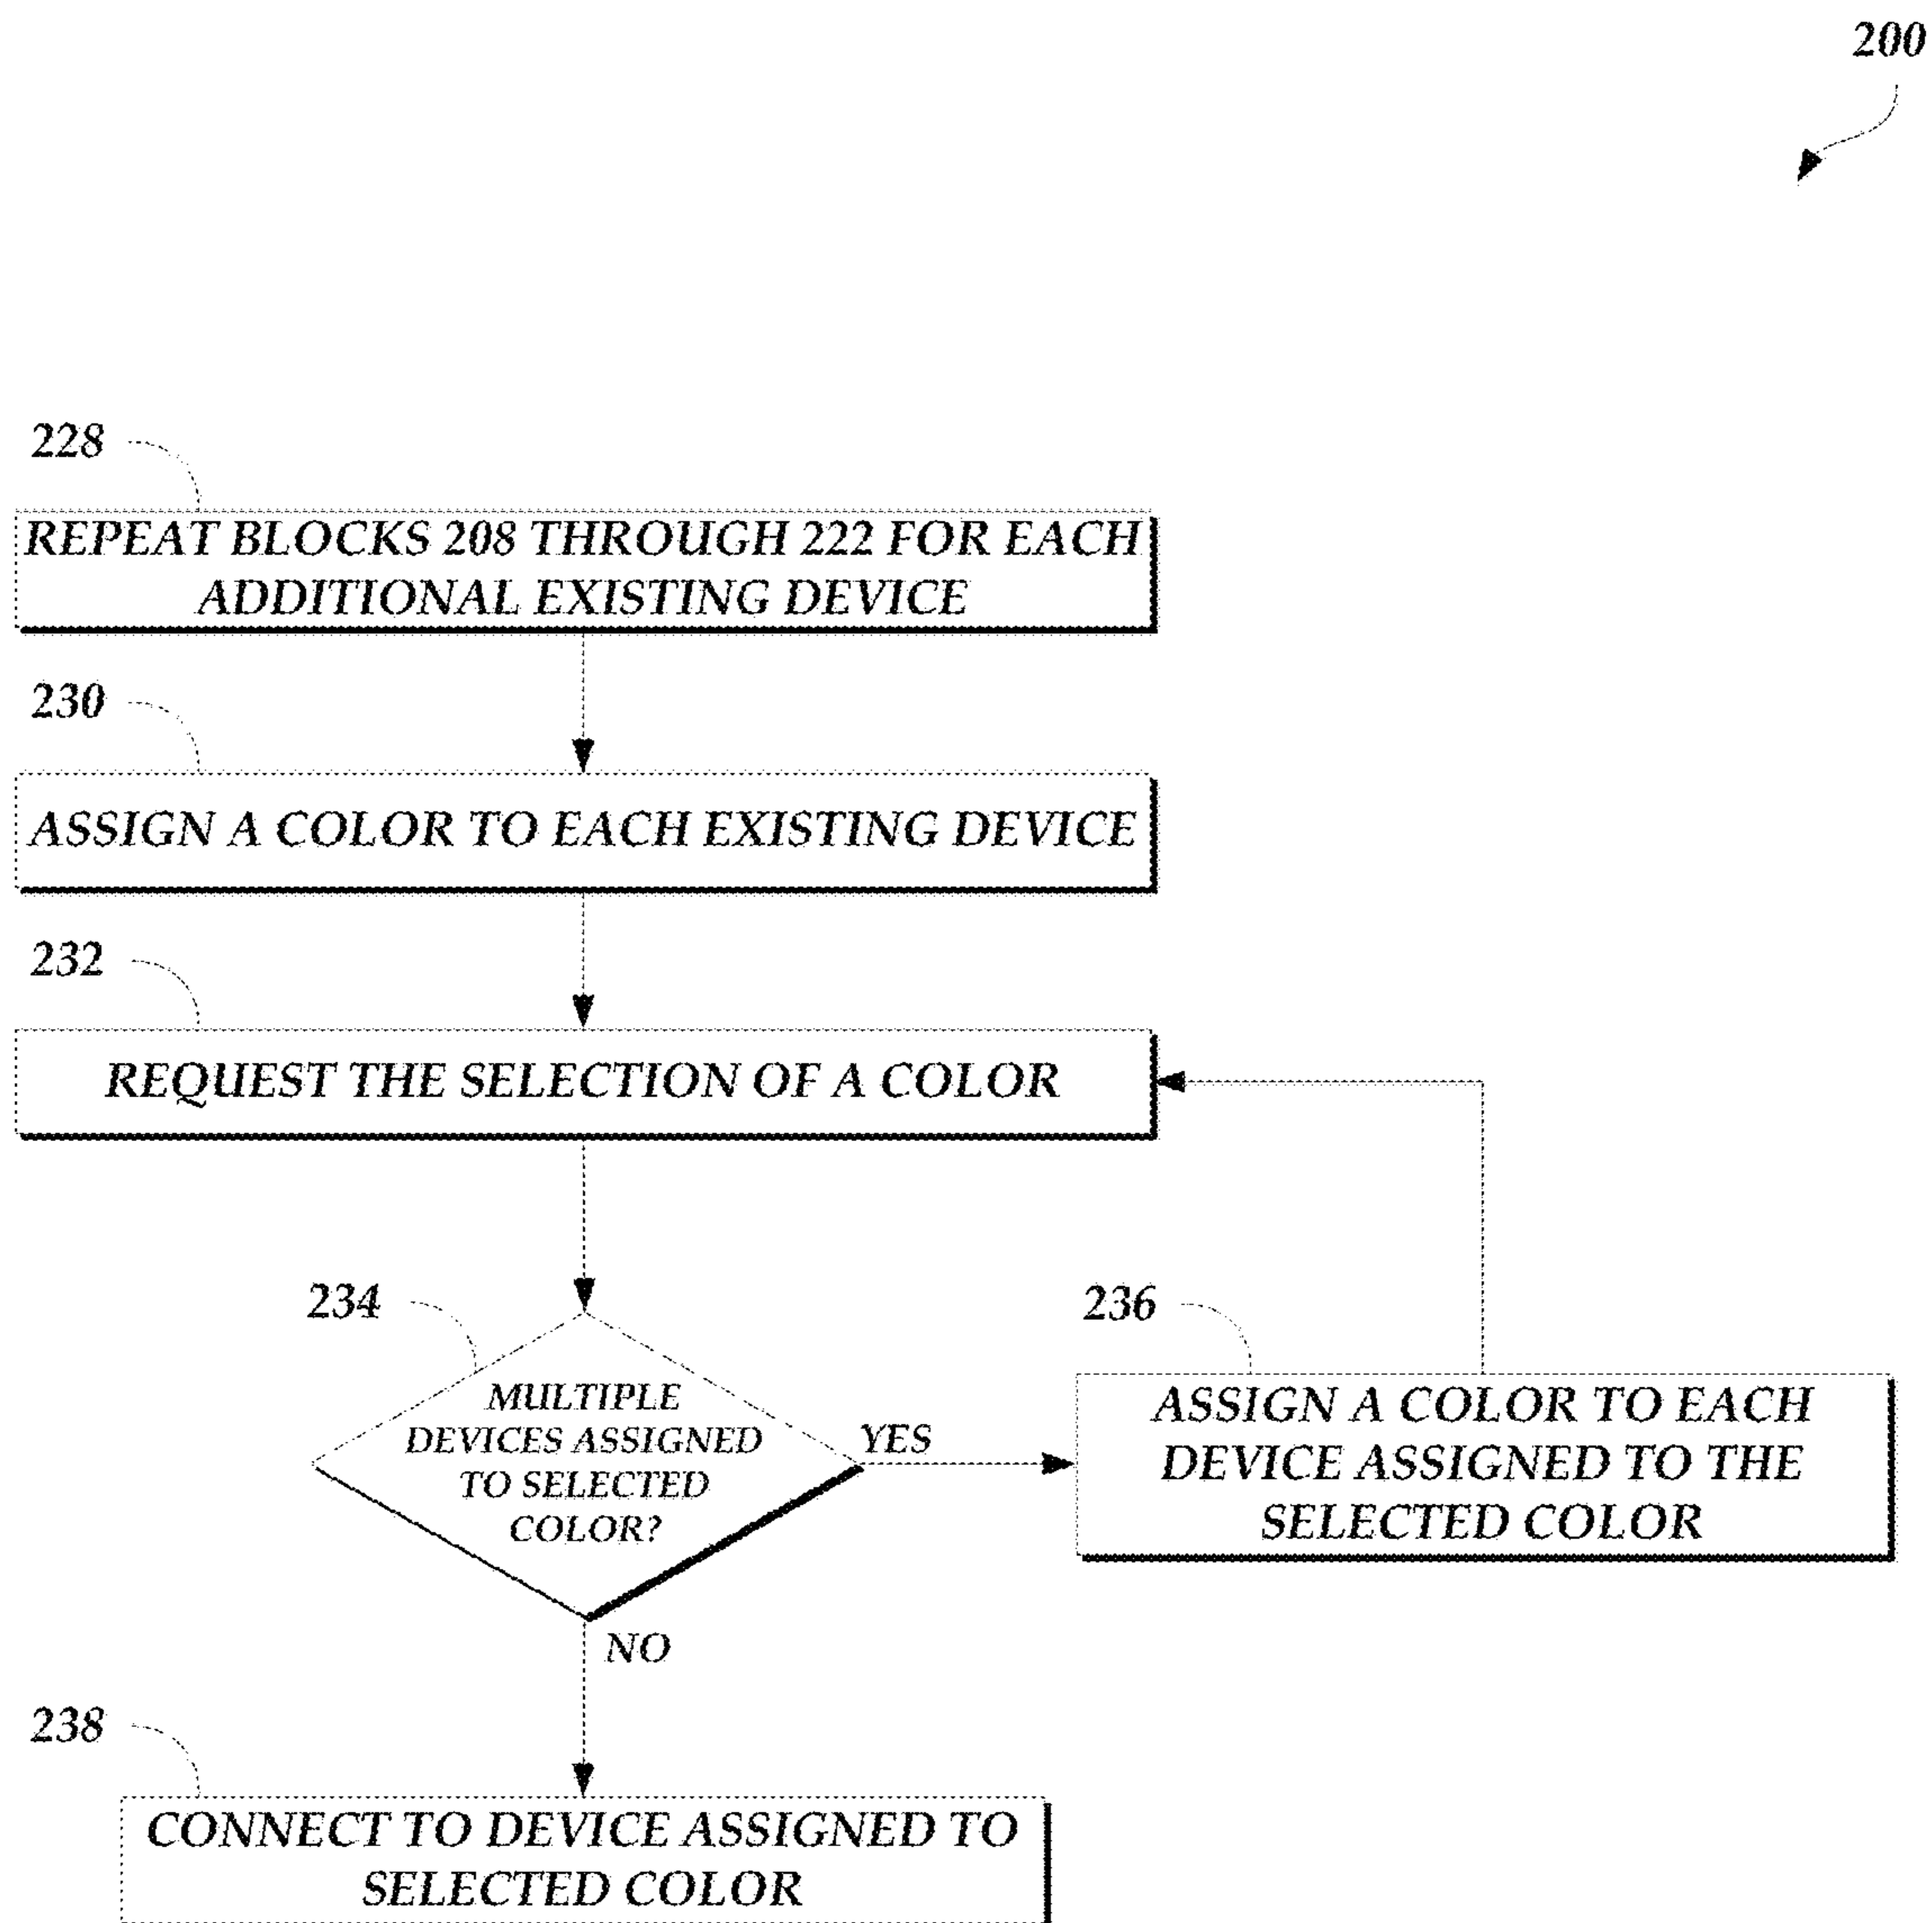 200
228
REPEAT BLOCKS 208 THROUGH 222 FOR EACH
ADDITIONAL EXISTING DEVICE
230
ASSIGN A COLOR TO EACH EXISTING DEVICE
232
REQUEST THE SELECTION OF A COLOR
234
MULTIPLE
DEVICES ASSIGNED
TO SELECTED
COLOR?
YES
236
ASSIGN A COLOR TO EACH
DEVICE ASSIGNED TO THE
SELECTED COLOR
NO
238
CONNECT TO DEVICE ASSIGNED TO
SELECTED COLOR